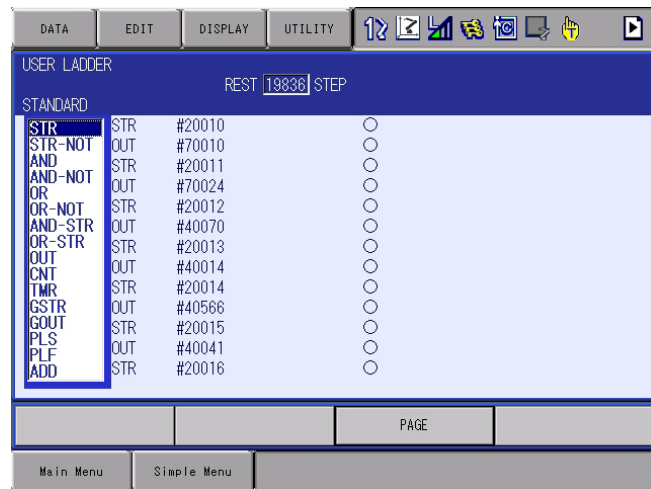 DATA EDIT DISPLAY UTILITY
USER LADDER
REST 19836 STEP
STANDARD
STR
STR-NOT
AND
AND-NOT
OR
OR-NOT
AND-STR
OR-STR
OUT
CNT
TMR
GSTR
GOUT
PLS
PLF
ADD
STR #20010
OUT #70010
STR #20011
OUT #70024
STR #20012
OUT #40070
STR #20013
OUT #40014
STR #20014
OUT #40566
STR #20015
OUT #40041
STR #20016
PAGE
Main Menu Simple Menu